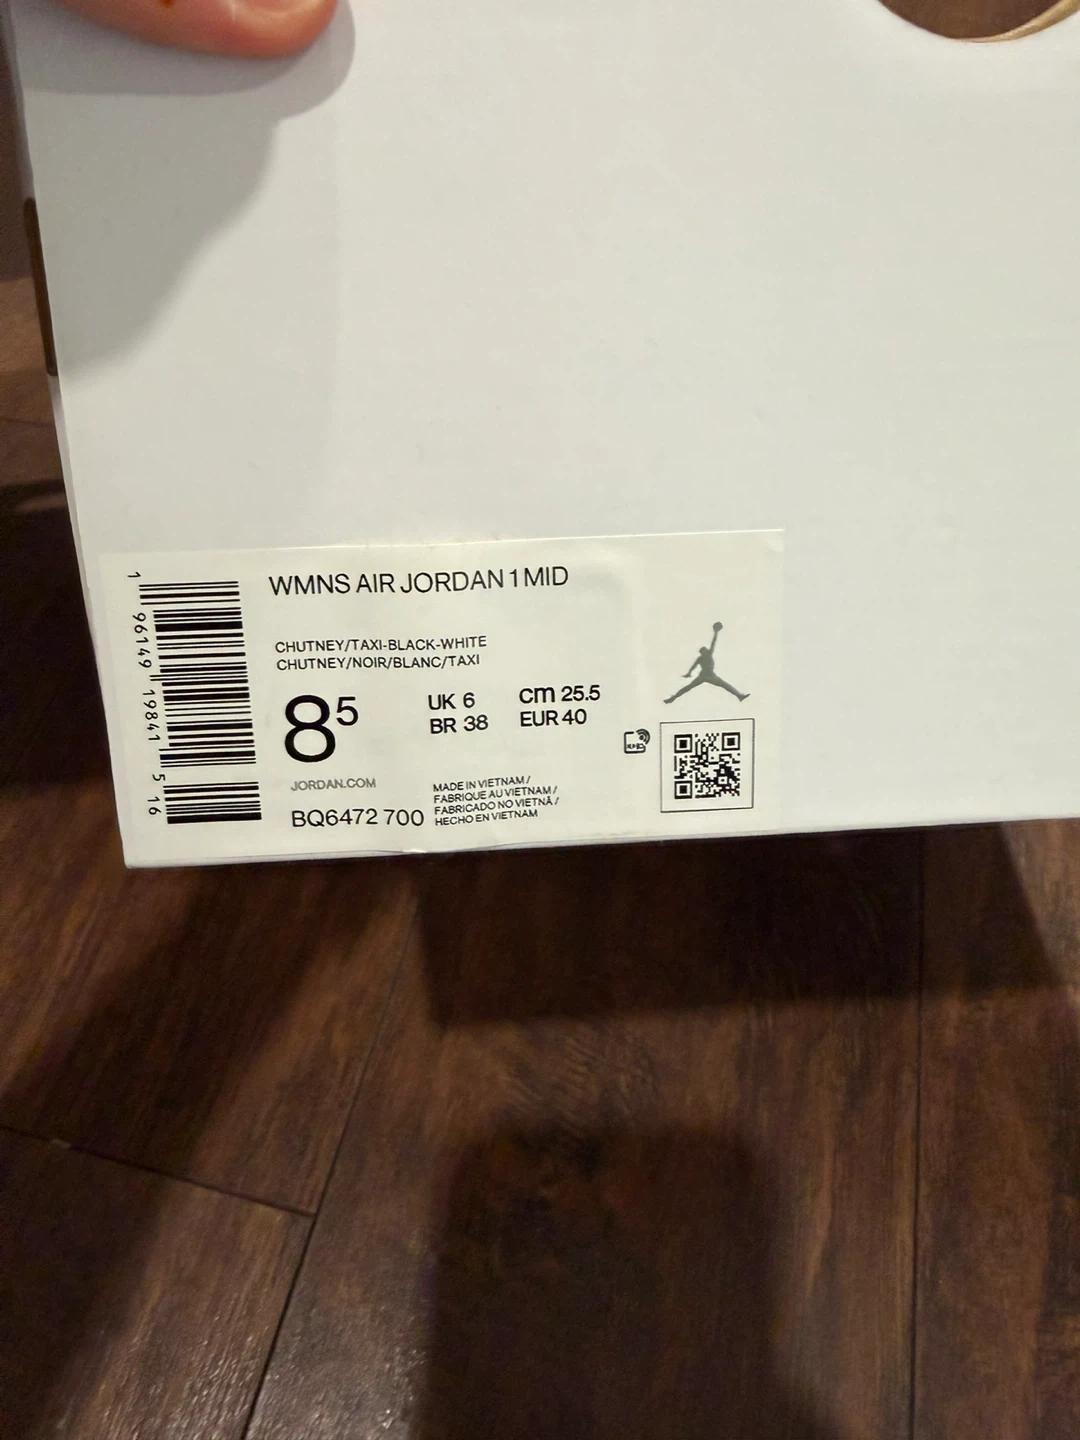 WMNS AIR JORDAN 1 MID
CHUTNEY/TAXI-BLACK-WHITE
CHUTNEY/NOIR/BLANC/TAXI
8 5
UK 6
BR 38
cm 25.5
EUR 40
JORDAN.COM
BQ6472 700
MADE IN VIETNAM /
FABRIQUE AU VIETNAM /
FABRICADO NO VIETNÃ /
HECHO EN VIETNAM
1 96149 19841 5 16